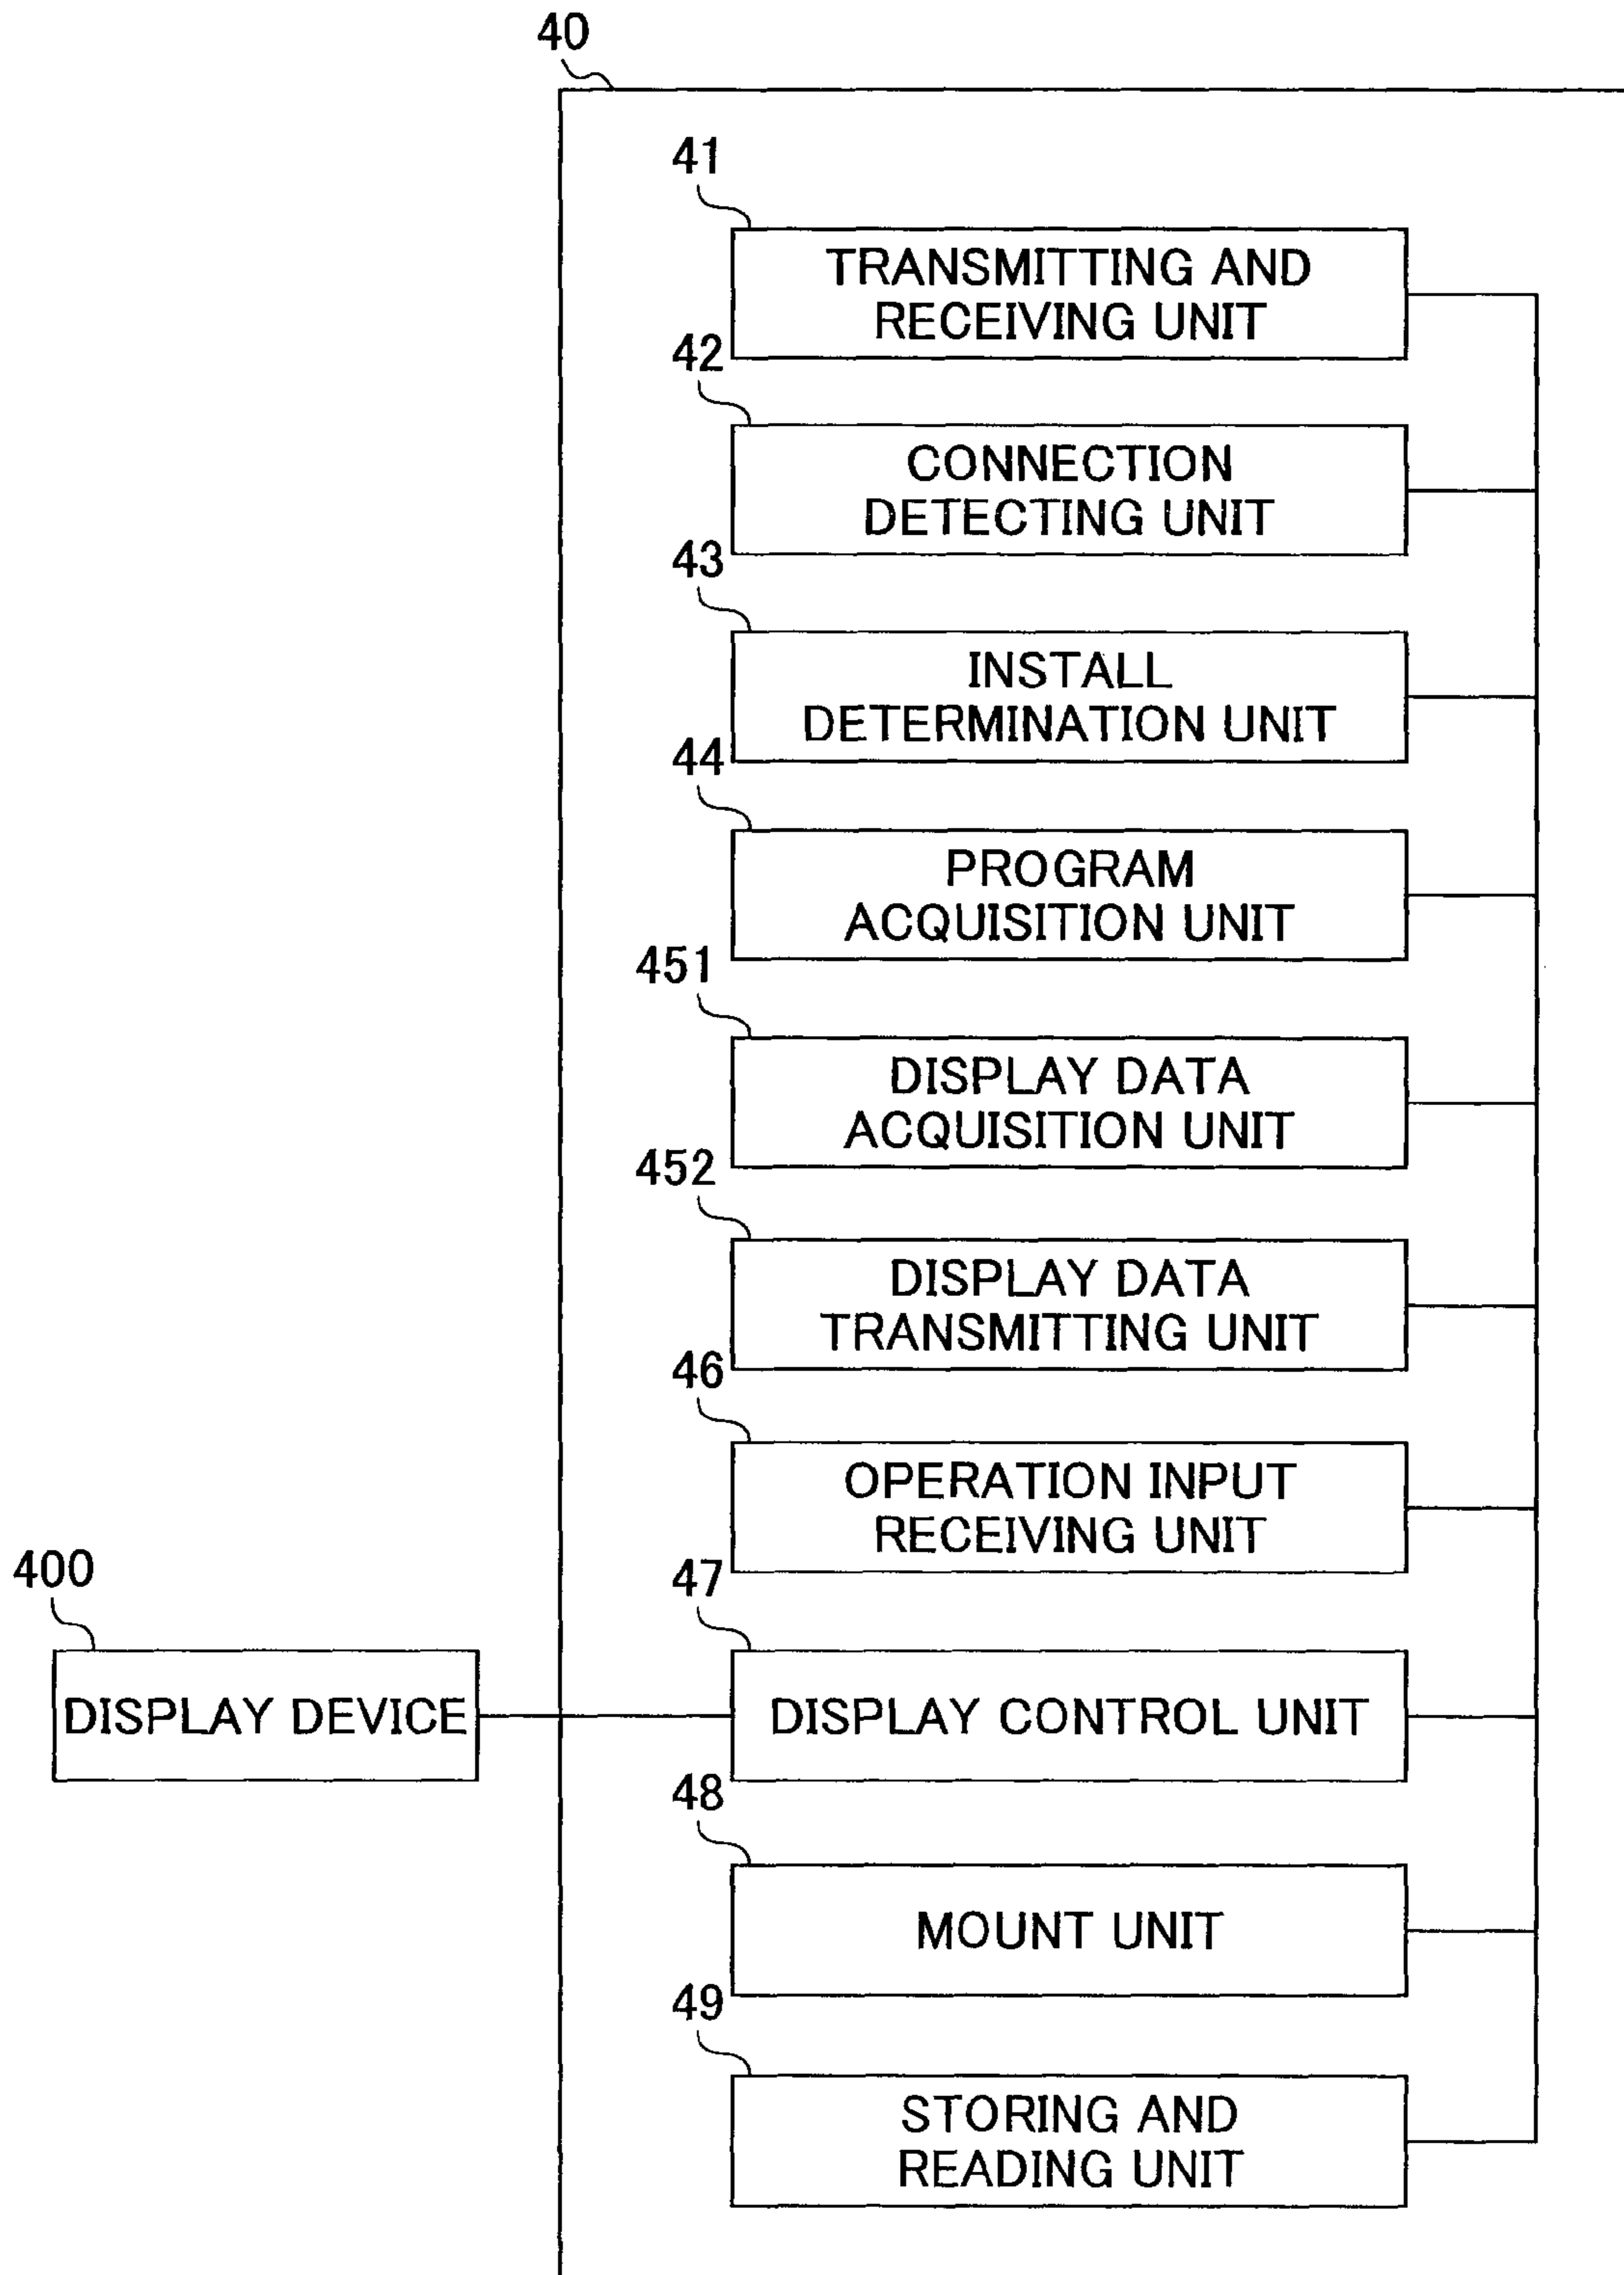 40
41
TRANSMITTING AND
RECEIVING UNIT
42
CONNECTION
DETECTING UNIT
43
INSTALL
DETERMINATION UNIT
44
PROGRAM
ACQUISITION UNIT
451
DISPLAY DATA
ACQUISITION UNIT
452
DISPLAY DATA
TRANSMITTING UNIT
46
OPERATION INPUT
RECEIVING UNIT
400
DISPLAY DEVICE
47
DISPLAY CONTROL UNIT
48
MOUNT UNIT
49
STORING AND
READING UNIT